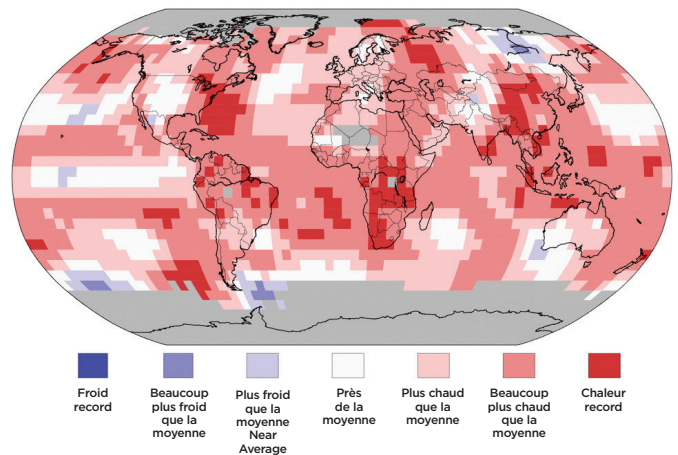 Froid
record
Beaucoup
plus froid
que la
moyenne
Plus froid
que la
moyenne
Near
Average
Près
de la
moyenne
Plus chaud
que la
moyenne
Beaucoup
plus chaud
que la
moyenne
Chaleur
record